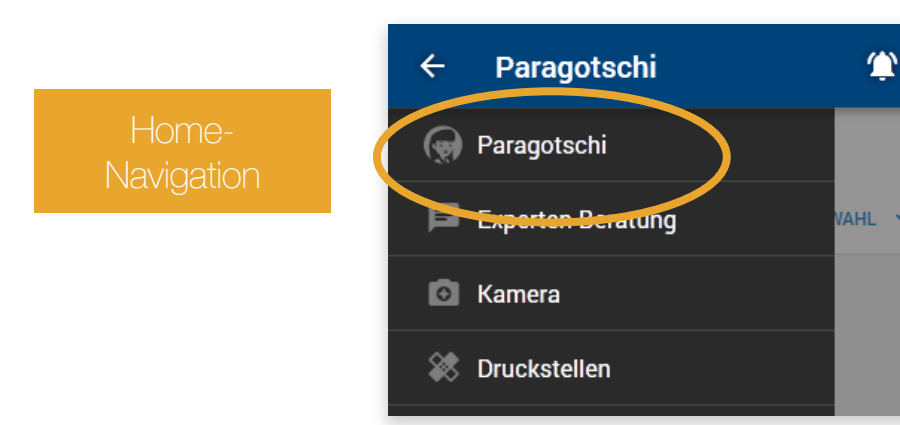 Home-
Navigation
Paragotschi
Paragotschi
Experten Beratung
WAHL
Kamera
Druckstellen